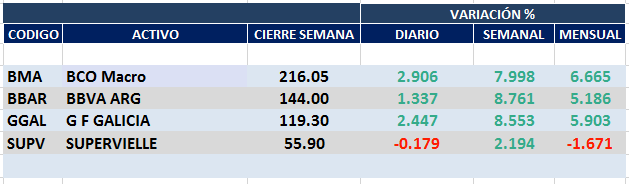 VARIACIÓN %
CODIGO ACTIVO CIERRE SEMANA DIARIO SEMANAL MENSUAL
BMA BCO Macro 216.05 2.906 7.998 6.665
BBAR BBVA ARG 144.00 1.337 8.761 5.186
GGAL G F GALICIA 119.30 2.447 8.553 5.903
SUPV SUPERVIELLE 55.90 -0.179 2.194 -1.671